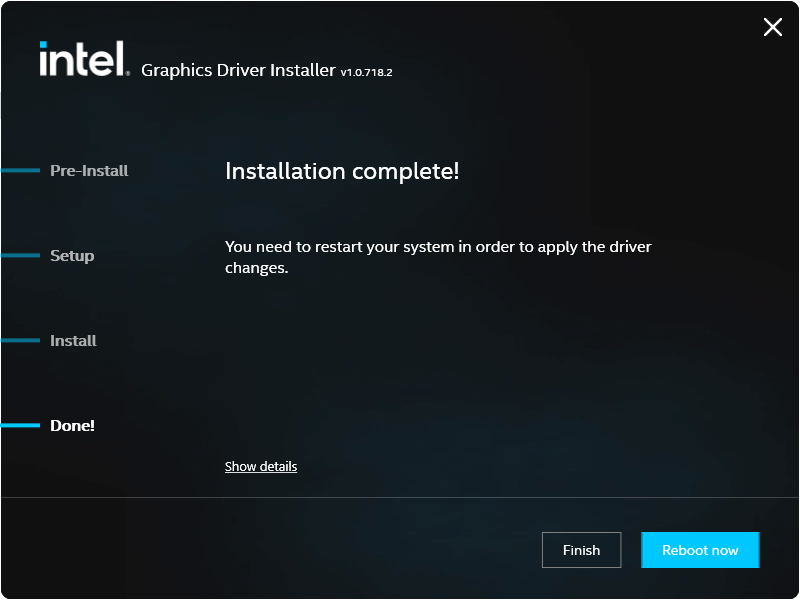 intel® Graphics Driver Installer v1.0.718.2
Pre-Install
Installation complete!
Setup
You need to restart your system in order to apply the driver
changes.
Install
Done!
Show details
Finish
Reboot now